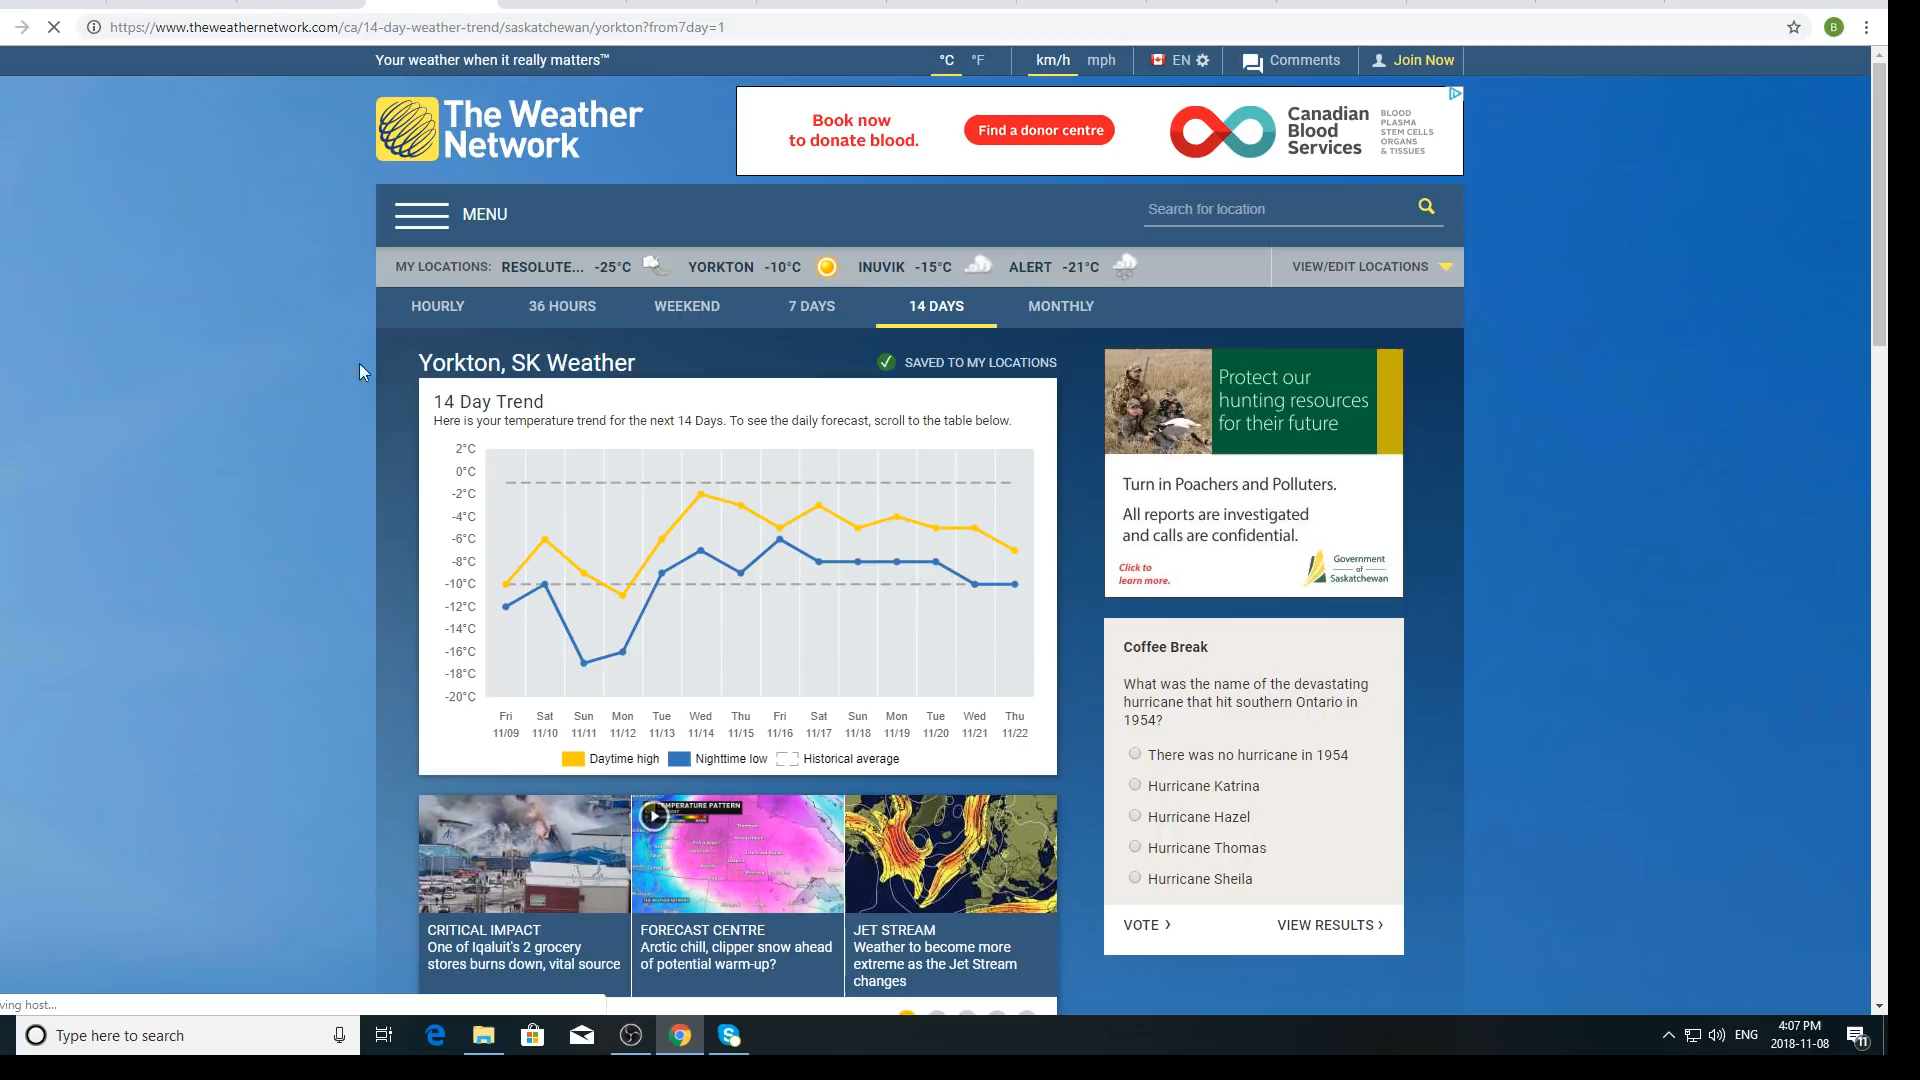 https://www.theweathernetwork.com/ca/14-day-weather-trend/saskatchewan/yorkton?from7day=1
B
Your weather when it really matters™
°C °F km/h mph EN Comments Join Now
The Weather
Network
Book now
to donate blood.
Find a donor centre
Canadian
Blood
Services
BLOOD
PLASMA
STEM CELLS
ORGANS
& TISSUES
MENU
Search for location
MY LOCATIONS: RESOLUTE... -25°C YORKTON -10°C INUVIK -15°C ALERT -21°C VIEW/EDIT LOCATIONS
HOURLY 36 HOURS WEEKEND 7 DAYS 14 DAYS MONTHLY
Yorkton, SK Weather
SAVED TO MY LOCATIONS
14 Day Trend
Here is your temperature trend for the next 14 Days. To see the daily forecast, scroll to the table below.
2°C
0°C
-2°C
-4°C
-6°C
-8°C
-10°C
-12°C
-14°C
-16°C
-18°C
-20°C
Fri Sat Sun Mon Tue Wed Thu Fri Sat Sun Mon Tue Wed Thu
11/09 11/10 11/11 11/12 11/13 11/14 11/15 11/16 11/17 11/18 11/19 11/20 11/21 11/22
Daytime high Nighttime low Historical average
Protect our
hunting resources
for their future
Turn in Poachers and Polluters.
All reports are investigated
and calls are confidential.
Click to
learn more.
Government
of
Saskatchewan
Coffee Break
What was the name of the devastating
hurricane that hit southern Ontario in
1954?
There was no hurricane in 1954
Hurricane Katrina
Hurricane Hazel
Hurricane Thomas
Hurricane Sheila
VOTE › VIEW RESULTS ›
TEMPERATURE PATTERN
CRITICAL IMPACT
One of Iqaluit's 2 grocery
stores burns down, vital source
FORECAST CENTRE
Arctic chill, clipper snow ahead
of potential warm-up?
JET STREAM
Weather to become more
extreme as the Jet Stream
changes
ving host...
Type here to search
ENG
4:07 PM
2018-11-08
11